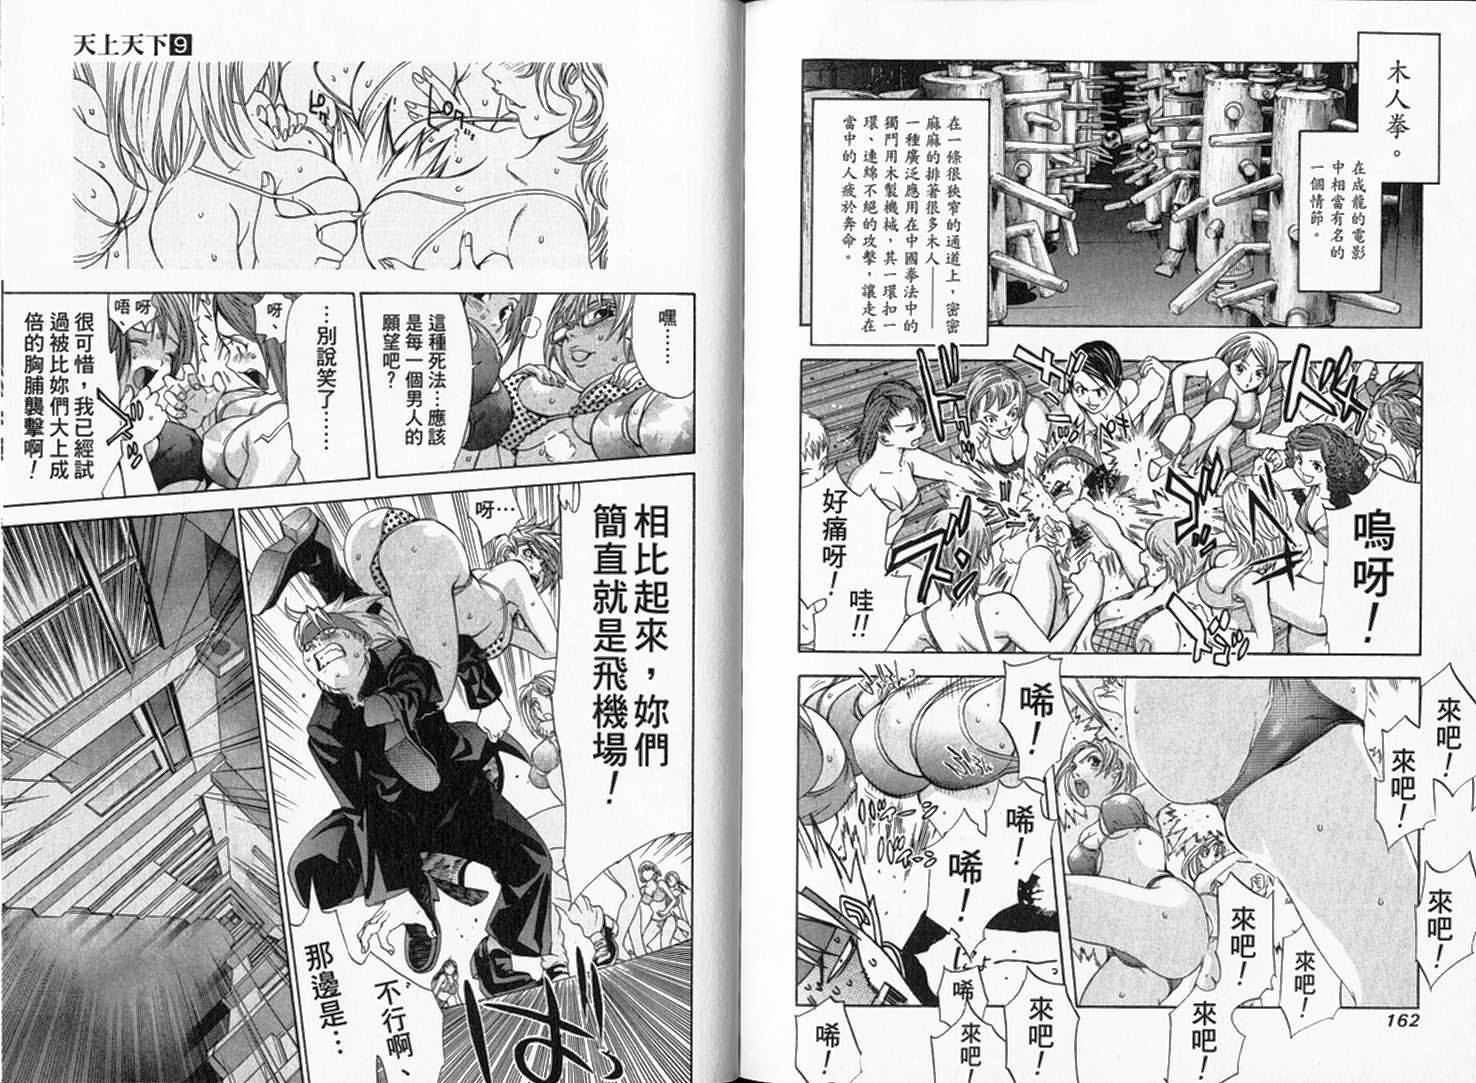 木人拳。
在成龍的電影
中相當有名的
一個情節。
在一條很狹窄的通道上，密密
麻麻的排著很多木人——
一種廣泛應用在中國拳法中的
獨門用木製機械，其一環扣一
環、連綿不絕的攻擊，讓走在
當中的人疲於奔命。
嗚呀！
哇!!
好痛呀！
來吧！
來吧！
來吧！
來吧！
來吧！
來吧！
來吧！
來吧！
唏！
唏！
唏！
唏！
唏！
162
天上天下9
嘿……
這種死法…應該
是每一個男人的
願望吧？
呀、
…別說笑了……
唔、呀
很可惜，我已經試
過被比妳們大上成
倍的胸脯襲擊啊！
相比起來，妳們
簡直就是飛機場！
呀…
不行啊、
那邊是…